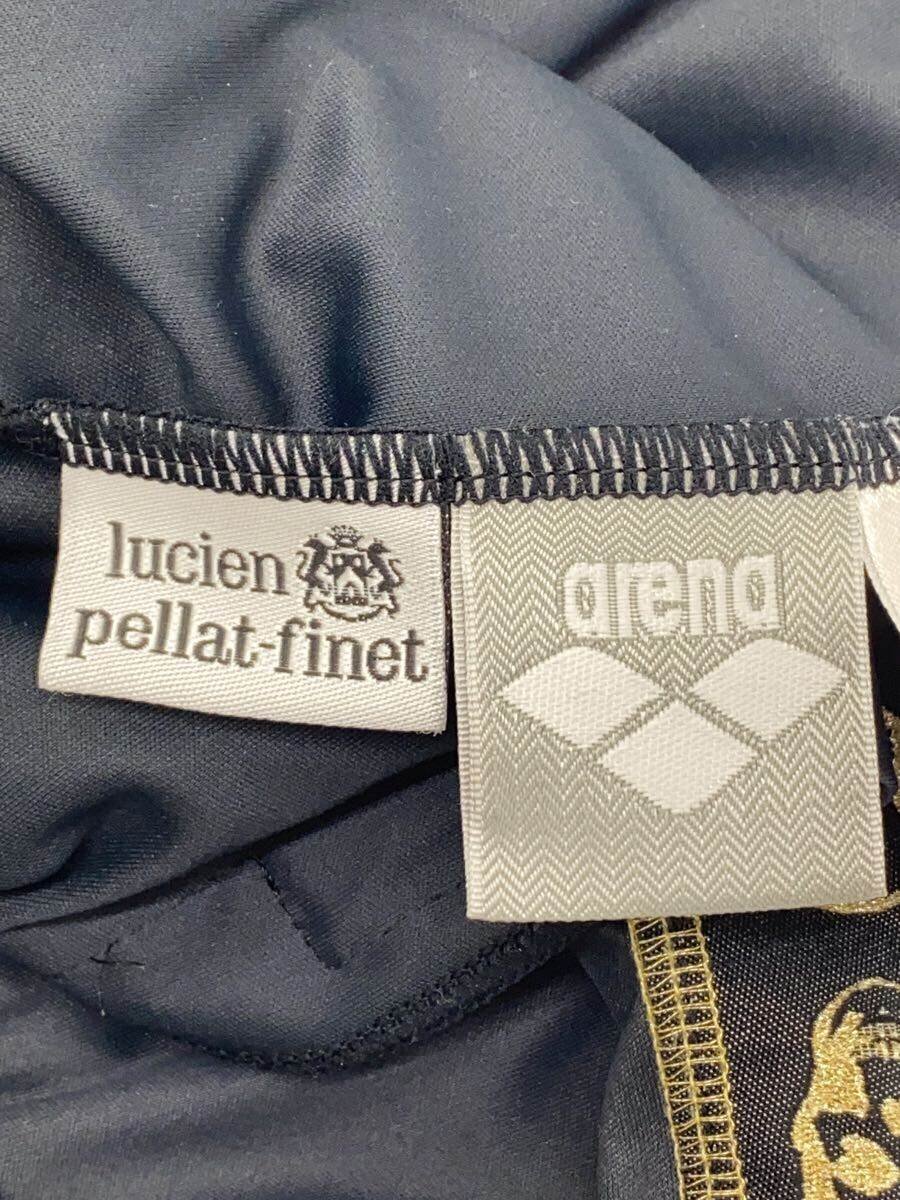 lucien
pellat-finet
arena